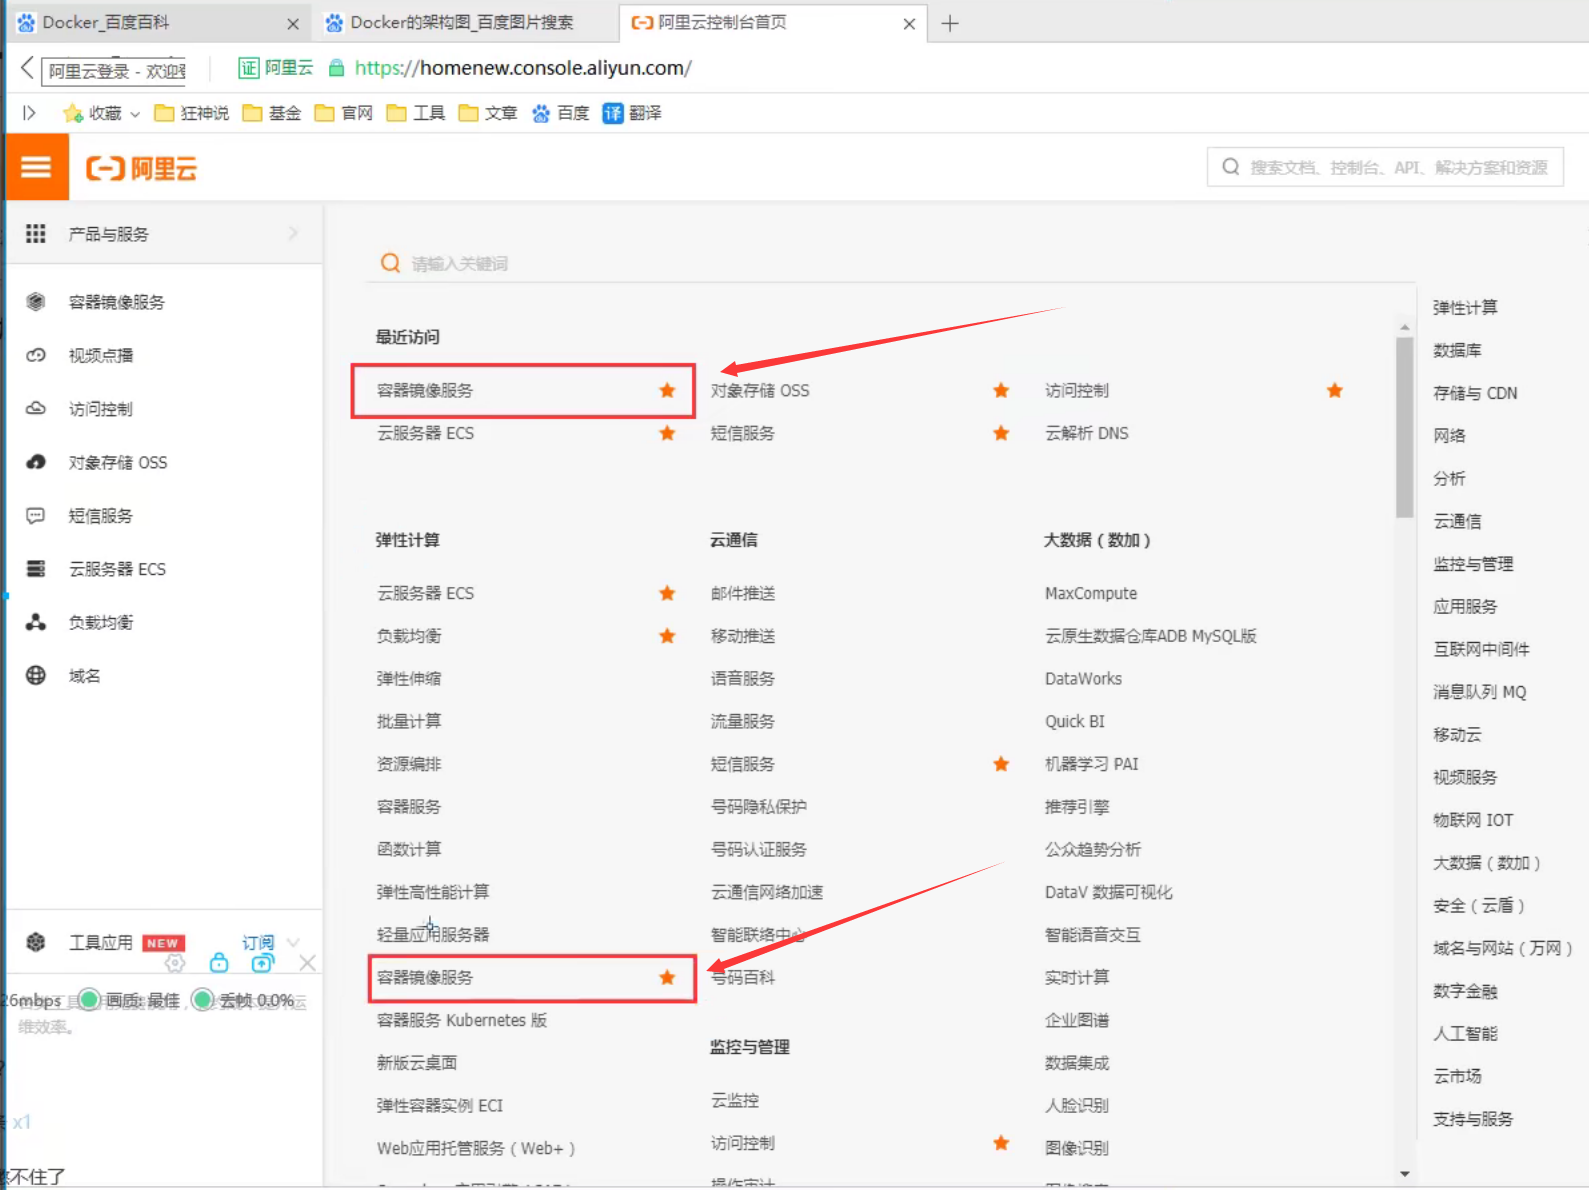 Docker_百度百科
Docker的架构图_百度图片搜索
阿里云控制台首页
阿里云登录 - 欢迎
证 阿里云
https://homenew.console.aliyun.com/
收藏 狂神说 基金 官网 工具 文章 百度 译 翻译
阿里云
搜索文档、控制台、API、解决方案和资源
产品与服务
容器镜像服务
视频点播
访问控制
对象存储 OSS
短信服务
云服务器 ECS
负载均衡
域名
工具应用 NEW 订阅
26mbps 画质: 最佳 丢帧 0.0%
维效率。
x1
不住了
请输入关键词
最近访问
容器镜像服务 对象存储 OSS 访问控制
云服务器 ECS 短信服务 云解析 DNS
弹性计算
云服务器 ECS
负载均衡
弹性伸缩
批量计算
资源编排
容器服务
函数计算
弹性高性能计算
轻量应用服务器
容器镜像服务
容器服务 Kubernetes 版
新版云桌面
弹性容器实例 ECI
Web应用托管服务 ( Web+ )
云通信
邮件推送
移动推送
语音服务
流量服务
短信服务
号码隐私保护
号码认证服务
云通信网络加速
智能联络中心
号码百科
监控与管理
云监控
访问控制
操作审计
大数据 ( 数加 )
MaxCompute
云原生数据仓库ADB MySQL版
DataWorks
Quick BI
机器学习 PAI
推荐引擎
公众趋势分析
DataV 数据可视化
智能语音交互
实时计算
企业图谱
数据集成
人脸识别
图像识别
弹性计算
数据库
存储与 CDN
网络
分析
云通信
监控与管理
应用服务
互联网中间件
消息队列 MQ
移动云
视频服务
物联网 IOT
大数据 ( 数加 )
安全 ( 云盾 )
域名与网站 ( 万网 )
数字金融
人工智能
云市场
支持与服务